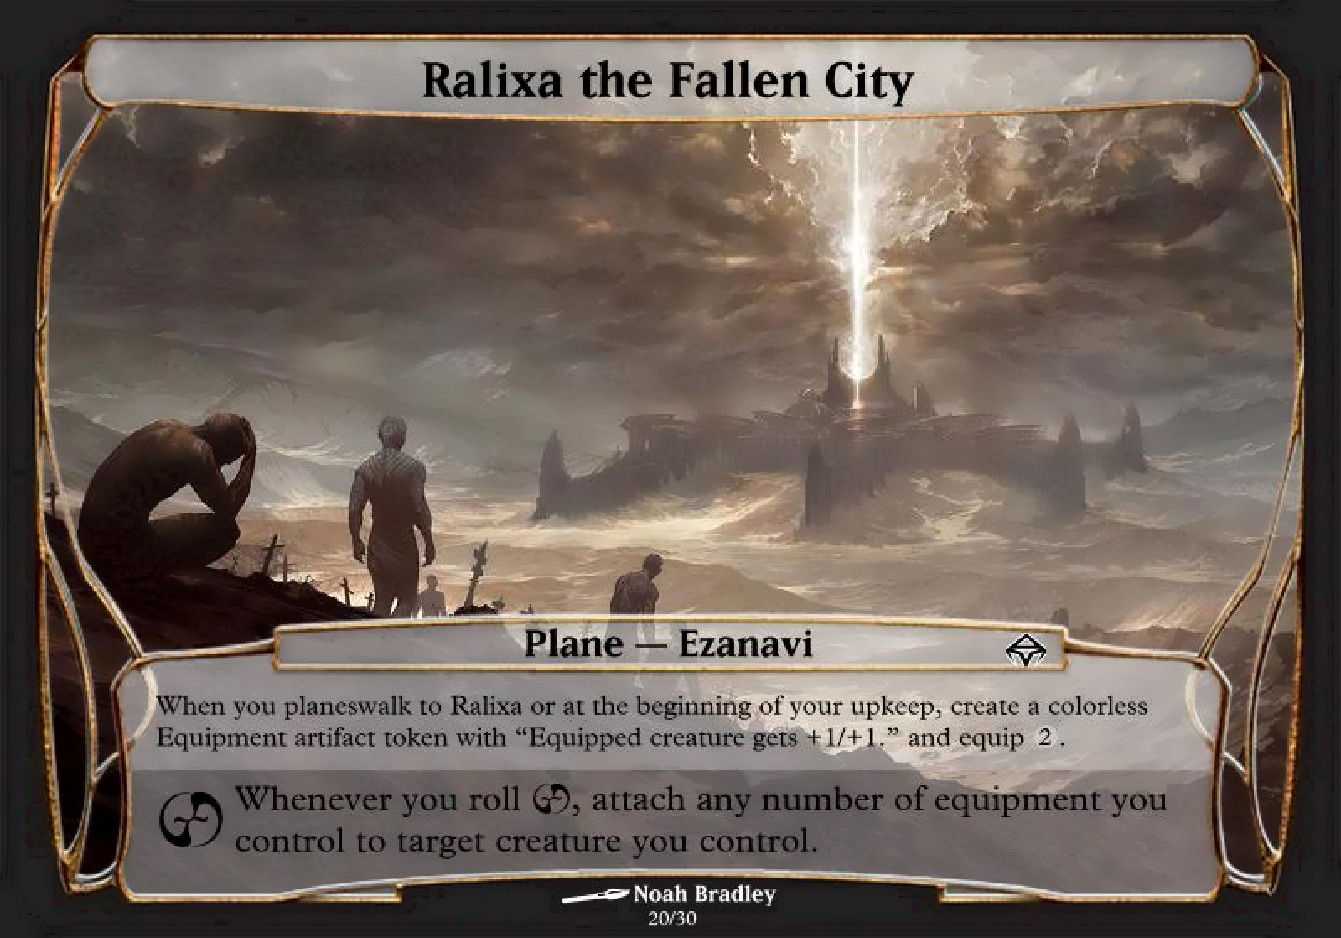 Ralixa the Fallen City
Plane — Ezanavi
When you planeswalk to Ralixa or at the beginning of your upkeep, create a colorless
Equipment artifact token with “Equipped creature gets +1/+1.” and equip 2 .
Whenever you roll , attach any number of equipment you
control to target creature you control.
Noah Bradley
20/30